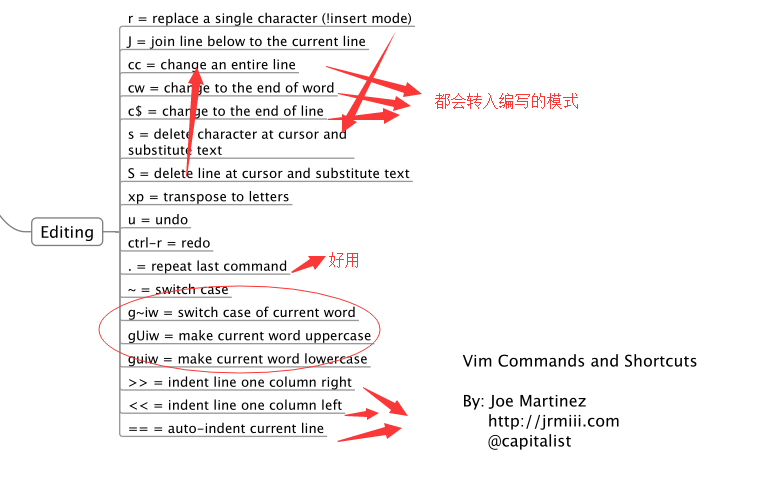 r = replace a single character (!insert mode)
J = join line below to the current line
cc = change an entire line
cw = change to the end of word
c$ = change to the end of line
都会转入编写的模式
s = delete character at cursor and
substitute text
S = delete line at cursor and substitute text
xp = transpose to letters
u = undo
Editing
ctrl-r = redo
. = repeat last command
好用
~ = switch case
g~iw = switch case of current word
gUiw = make current word uppercase
guiw = make current word lowercase
>> = indent line one column right
<< = indent line one column left
== = auto-indent current line
Vim Commands and Shortcuts
By: Joe Martinez
http://jrmiii.com
@capitalist